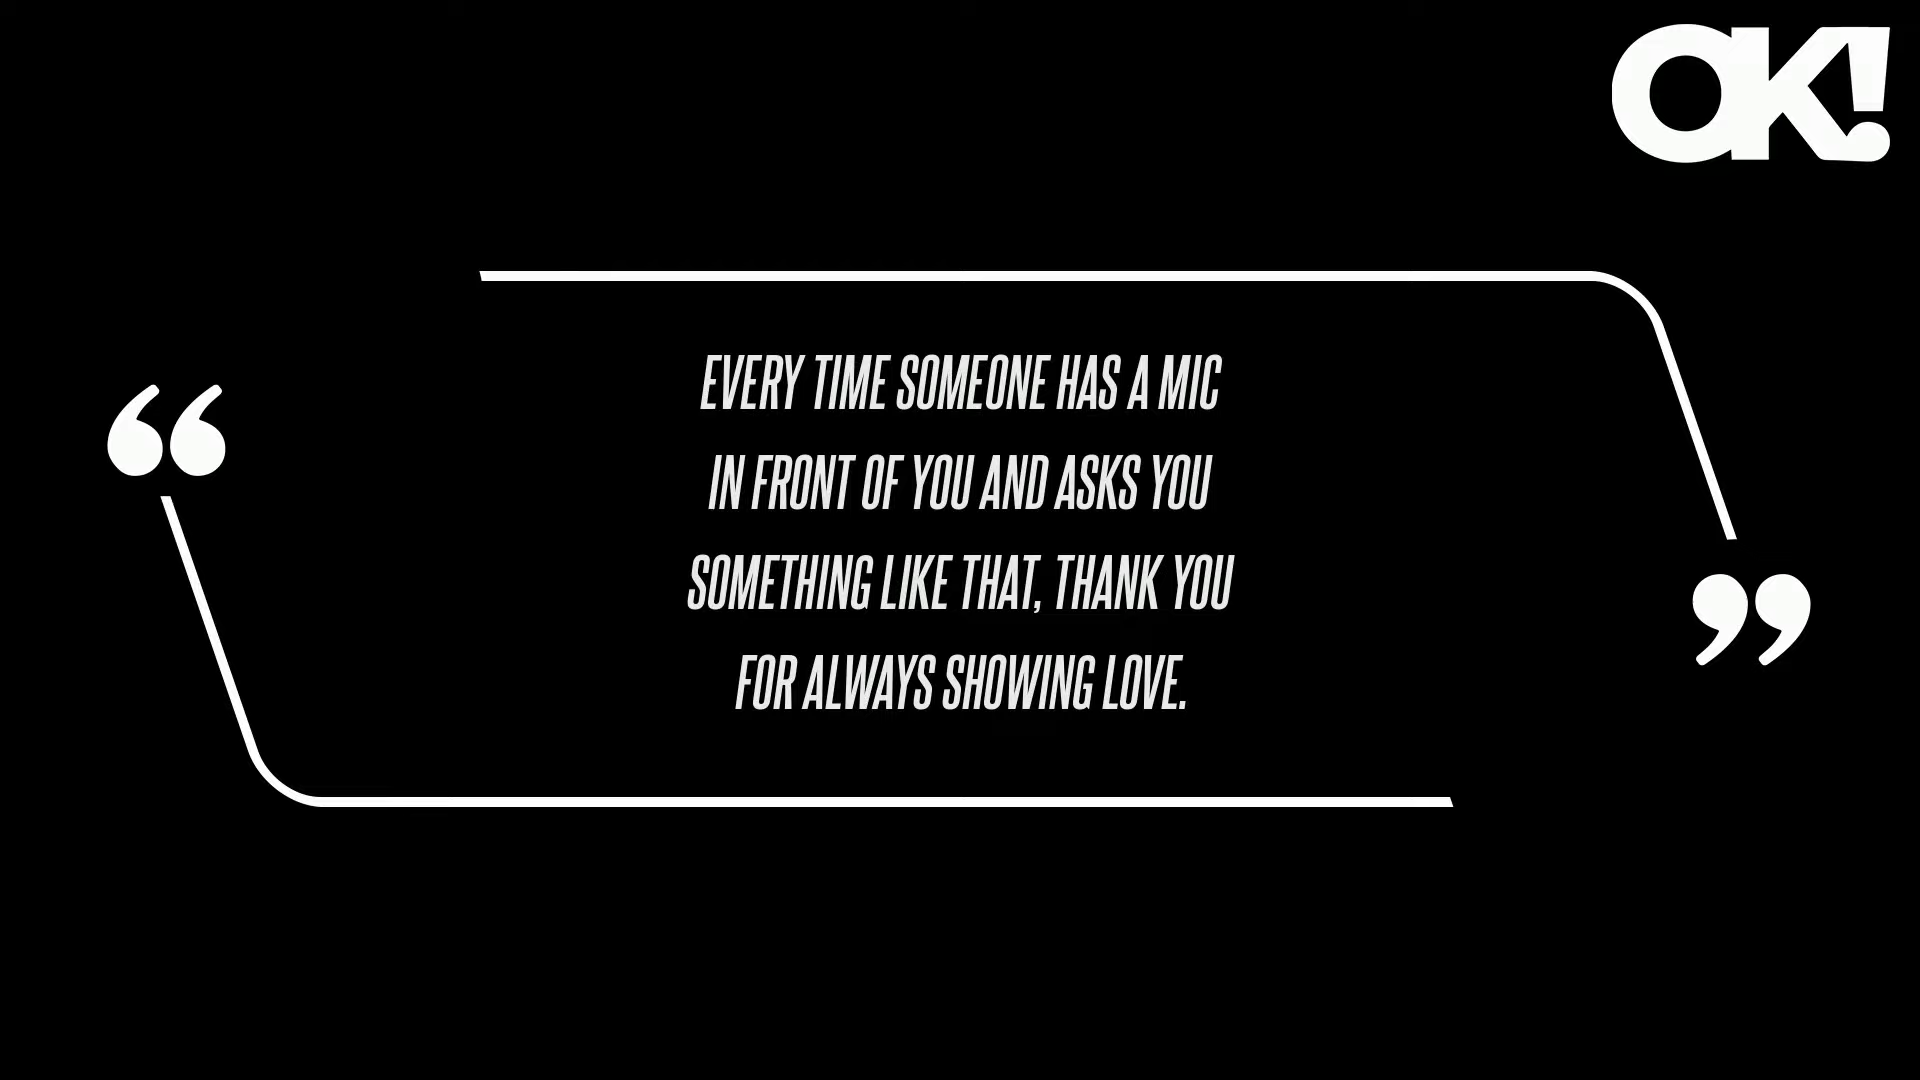 OK!
“
EVERY TIME SOMEONE HAS A MIC
IN FRONT OF YOU AND ASKS YOU
SOMETHING LIKE THAT, THANK YOU
FOR ALWAYS SHOWING LOVE.
”